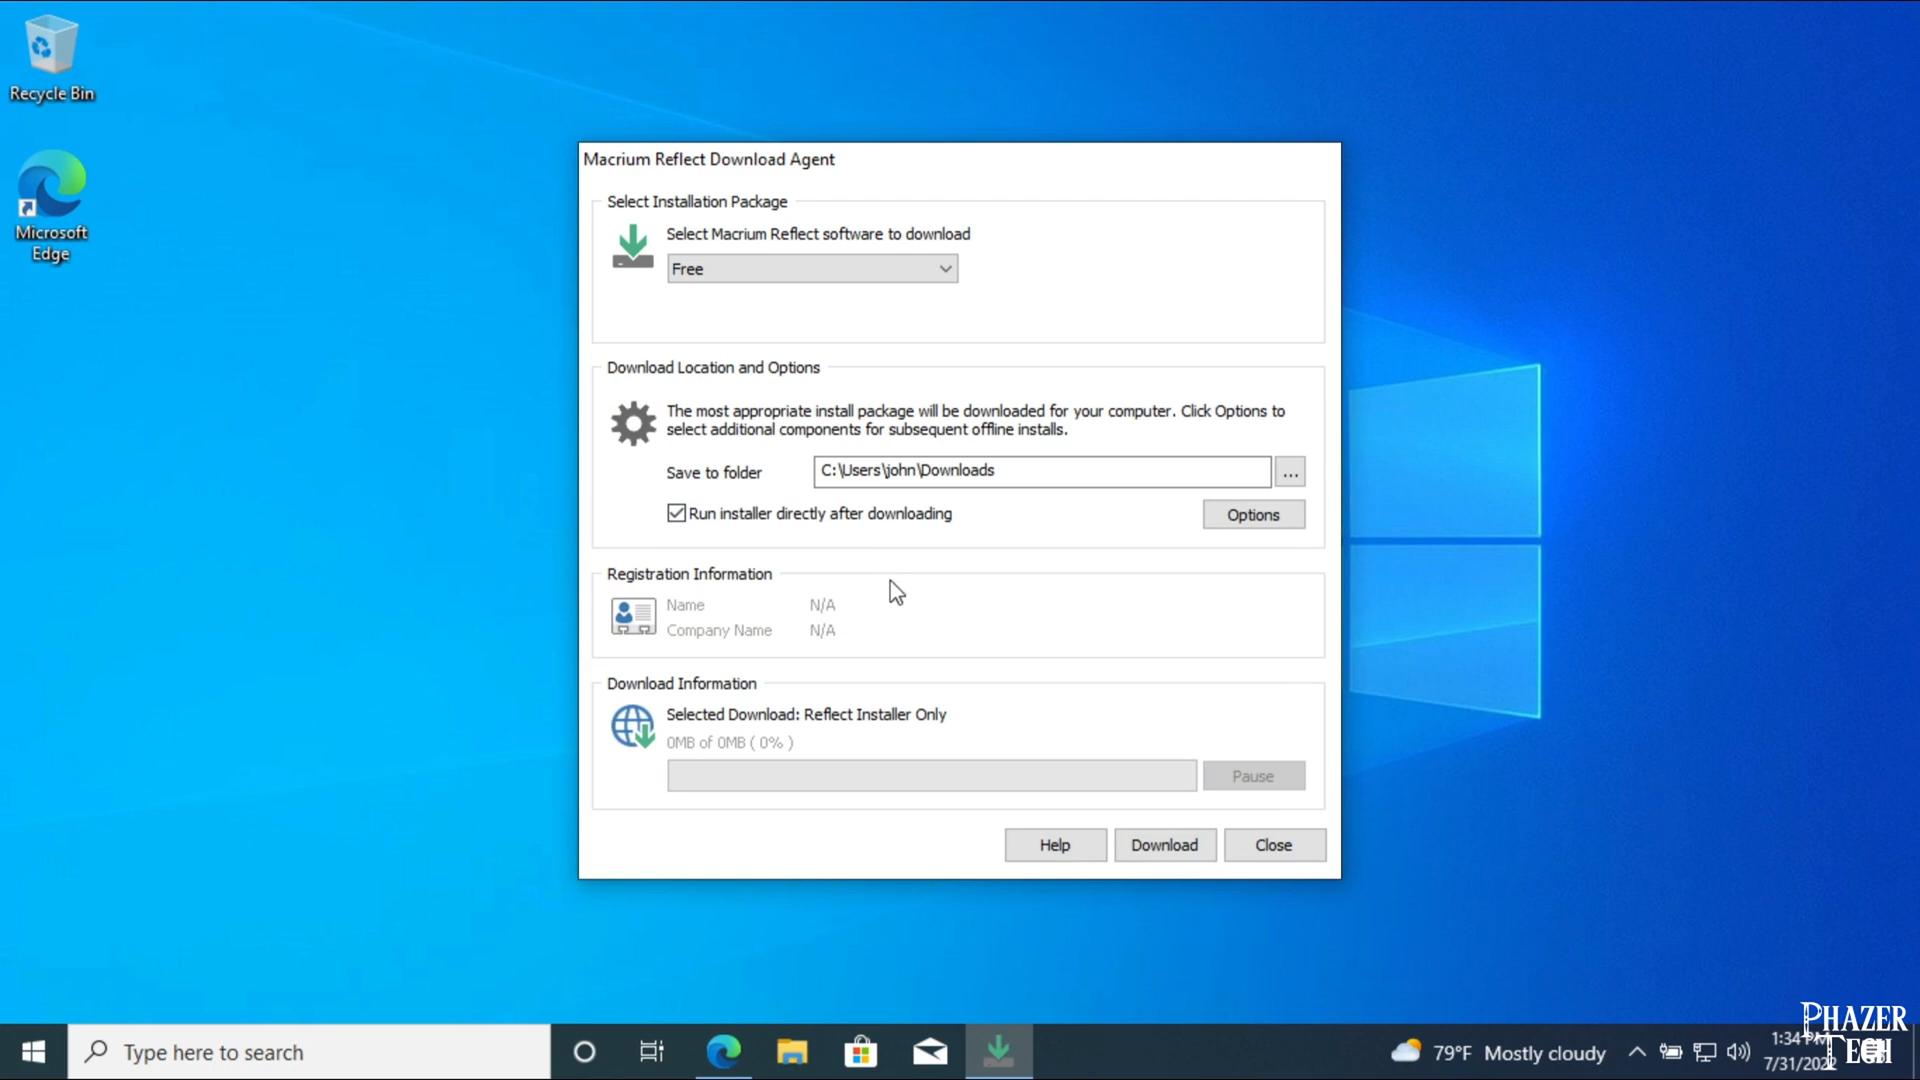 Recycle Bin
Microsoft
Edge
Macrium Reflect Download Agent
Select Installation Package
Select Macrium Reflect software to download
Free
Download Location and Options
The most appropriate install package will be downloaded for your computer. Click Options to
select additional components for subsequent offline installs.
Save to folder C:\Users\john\Downloads ...
Run installer directly after downloading Options
Registration Information
Name N/A
Company Name N/A
Download Information
Selected Download: Reflect Installer Only
0MB of 0MB ( 0% )
Pause
Help Download Close
Type here to search
79°F Mostly cloudy
1:34 PM
PHAZER
TECH